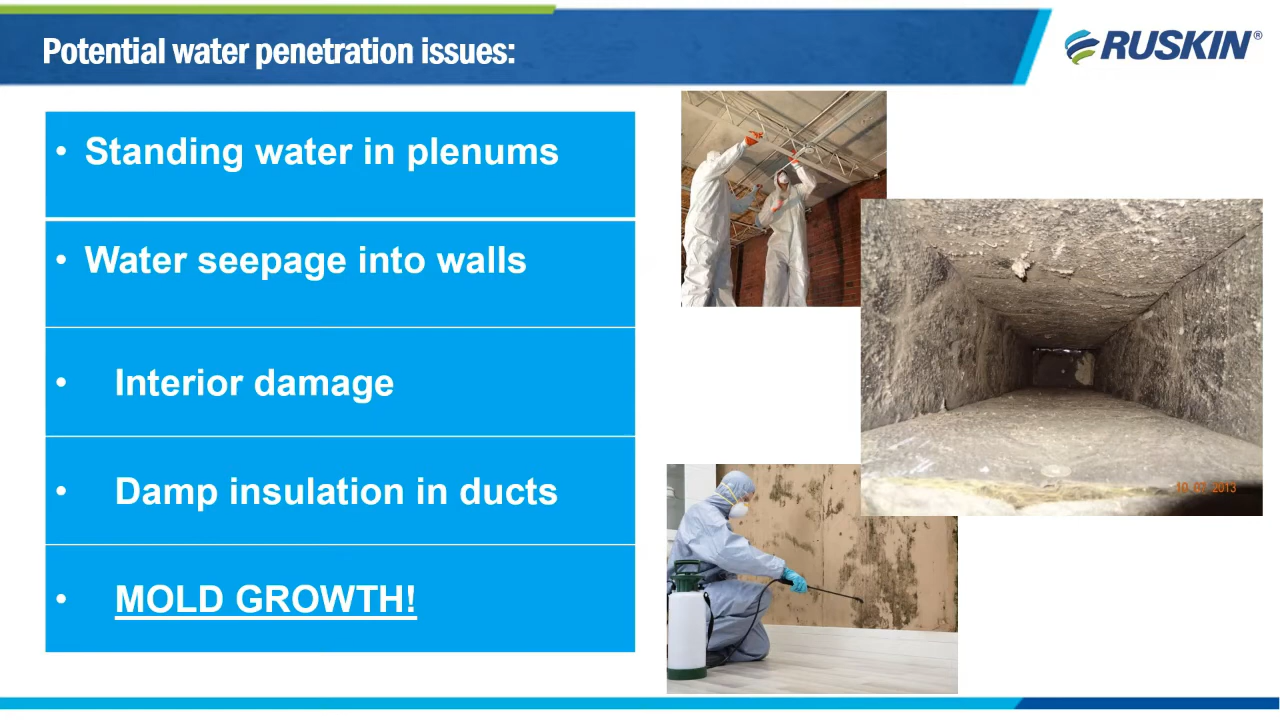 Potential water penetration issues:
RUSKIN®
• Standing water in plenums
• Water seepage into walls
• Interior damage
• Damp insulation in ducts
• MOLD GROWTH!
2013